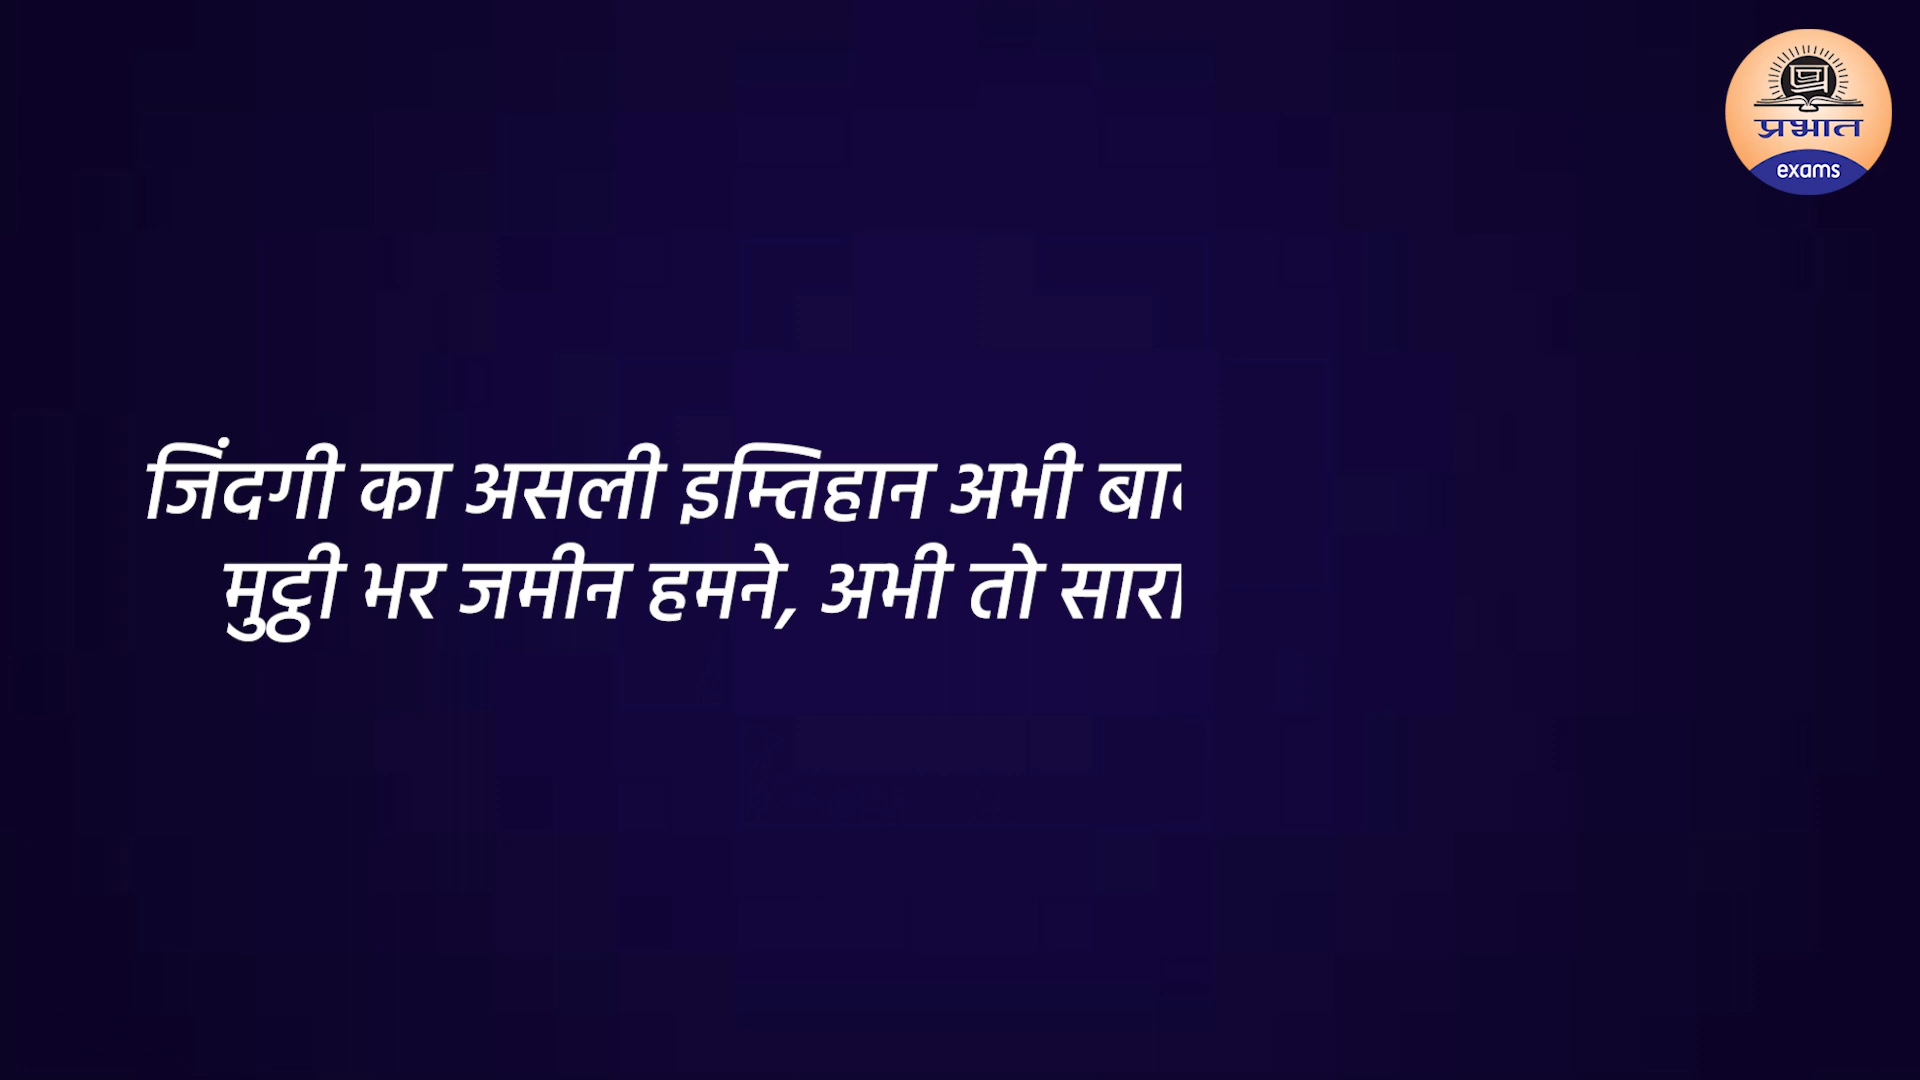 प्रभात
exams
जिंदगी का असली इम्तिहान अभी
मुट्ठी भर जमीन हमने, अभी तो सारा